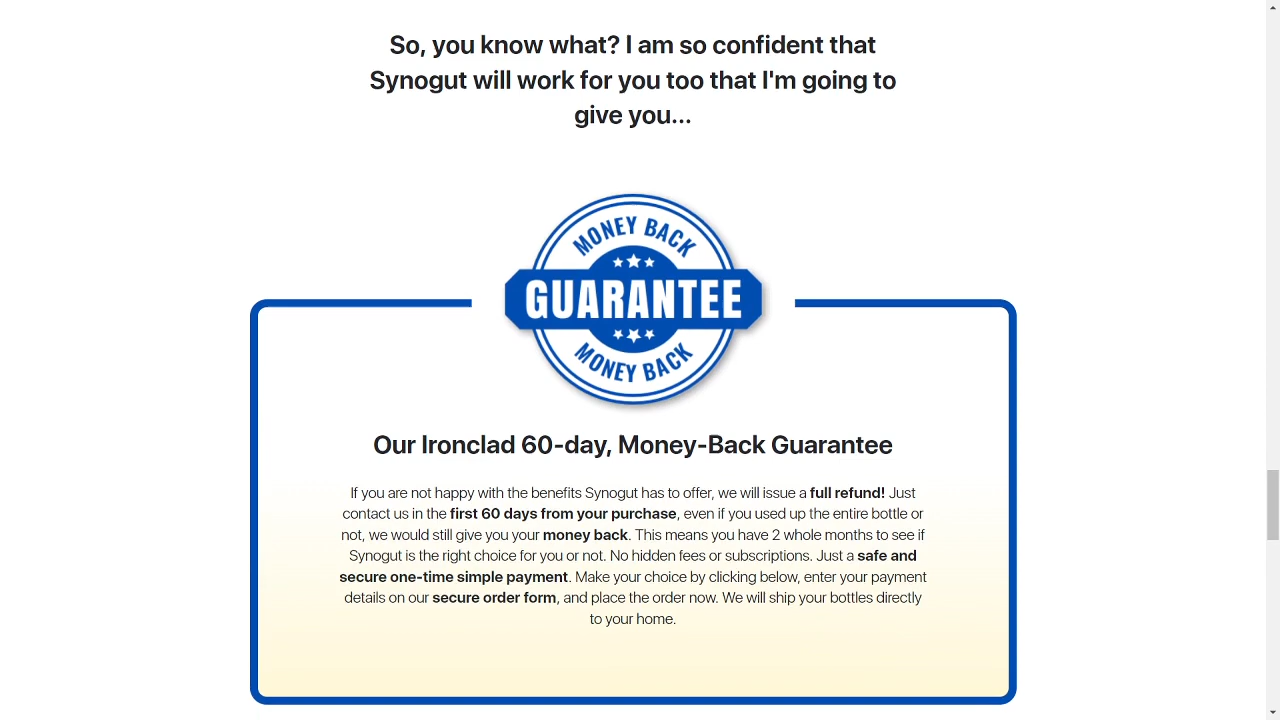 So, you know what? I am so confident that
Synogut will work for you too that I'm going to
give you...
MONEY BACK
GUARANTEE
MONEY BACK
Our Ironclad 60-day, Money-Back Guarantee
If you are not happy with the benefits Synogut has to offer, we will issue a full refund! Just
contact us in the first 60 days from your purchase, even if you used up the entire bottle or
not, we would still give you your money back. This means you have 2 whole months to see if
Synogut is the right choice for you or not. No hidden fees or subscriptions. Just a safe and
secure one-time simple payment. Make your choice by clicking below, enter your payment
details on our secure order form, and place the order now. We will ship your bottles directly
to your home.